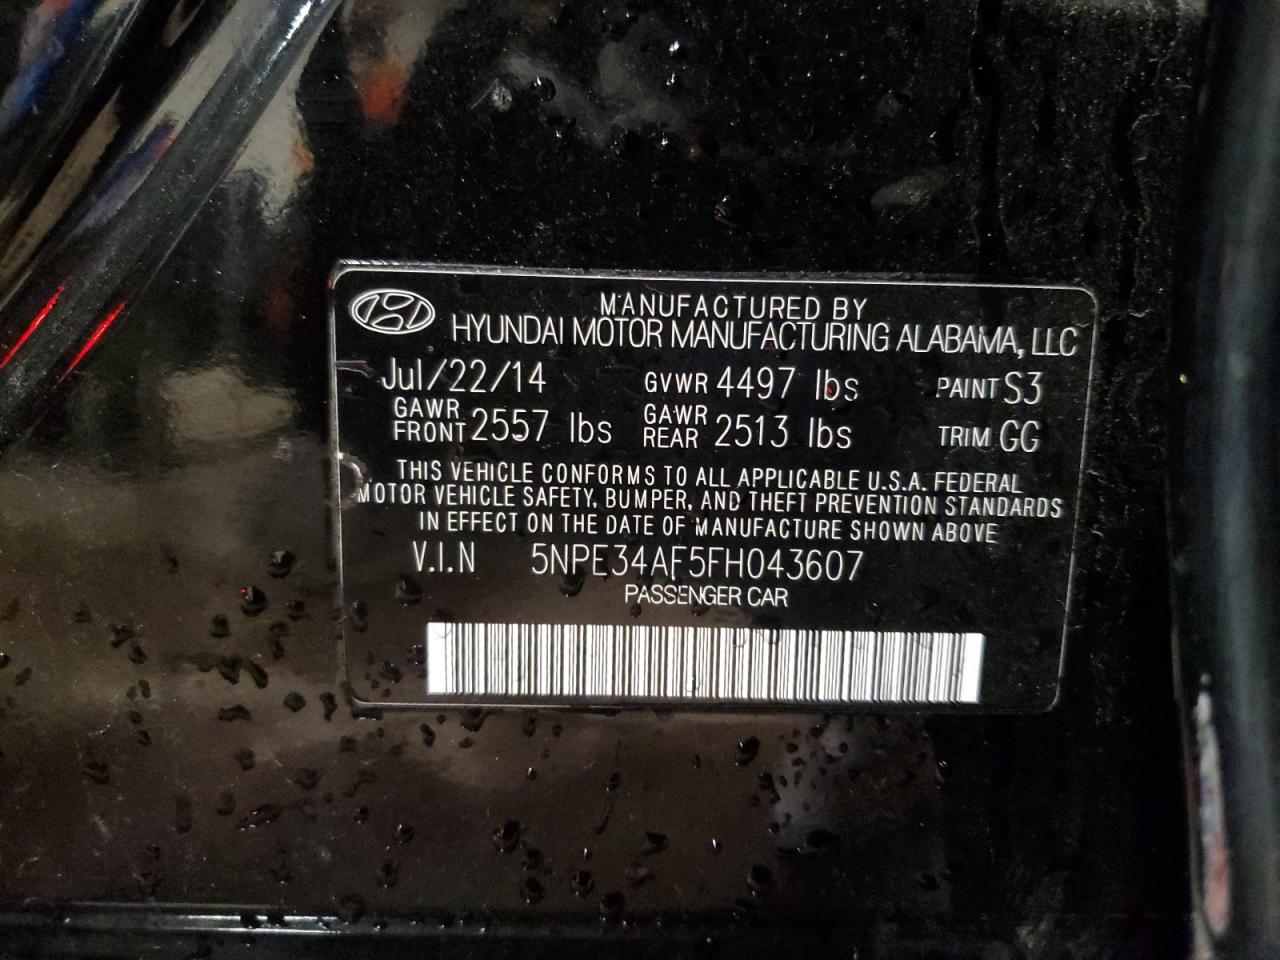 MANUFACTURED BY
HYUNDAI MOTOR MANUFACTURING ALABAMA, LLC
Jul/22/14 GVWR 4497 lbs PAINT S3
GAWR FRONT 2557 lbs GAWR REAR 2513 lbs TRIM GG
THIS VEHICLE CONFORMS TO ALL APPLICABLE U.S.A. FEDERAL
MOTOR VEHICLE SAFETY, BUMPER, AND THEFT PREVENTION STANDARDS
IN EFFECT ON THE DATE OF MANUFACTURE SHOWN ABOVE
V.I.N 5NPE34AF5FH043607
PASSENGER CAR